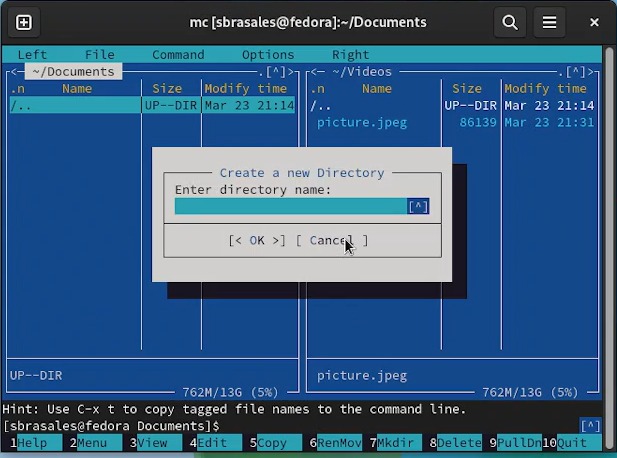 mc [sbrasales@fedora]:~/Documents
Left File Command Options Right
<─ ~/Documents .[^]>
<─ ~/Videos .[^]>
.n Name Size Modify time
.n Name Size Modify time
/.. UP--DIR Mar 23 21:14
/.. UP--DIR Mar 23 21:14
picture.jpeg 86139 Mar 23 21:31
Create a new Directory
Enter directory name:
[^]
[< OK >] [ Cancel ]
UP--DIR
picture.jpeg
762M/13G (5%)
762M/13G (5%)
Hint: Use C-x t to copy tagged file names to the command line.
[sbrasales@fedora Documents]$ [^]
1Help 2Menu 3View 4Edit 5Copy 6RenMov 7Mkdir 8Delete 9PullDn 10Quit